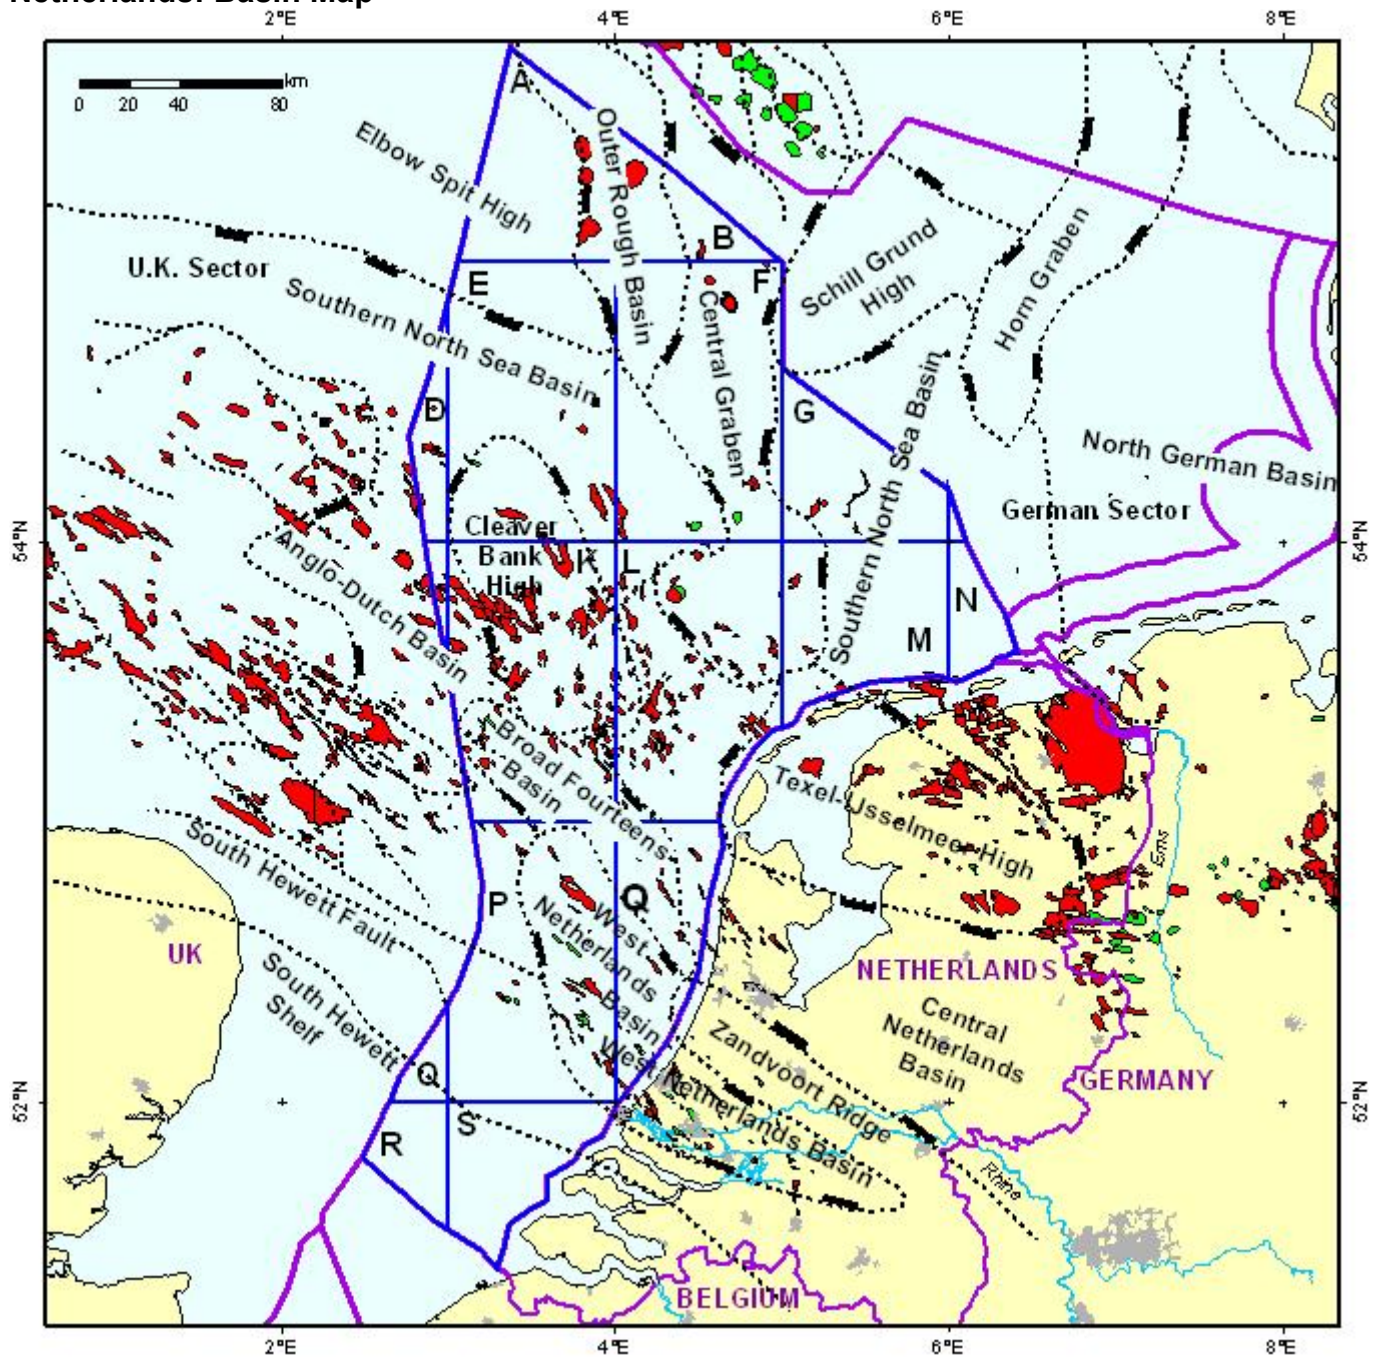 Netherlands: Basin Map
2°E
4°E
6°E
8°E
km
0
20
40
80
A
Elbow Spit High
Outer Rough Basin
B
U.K. Sector
E
F
Schill Grund
High
Horn Graben
Southern North Sea Basin
Central Graben
D
G
Southern North Sea Basin
North German Basin
German Sector
54°N
54°N
Cleaver
Bank
High
K
L
Anglo-Dutch Basin
N
M
Broad Fourteens
Basin
Texel-IJsselmeer High
Ems
South Hewett Fault
P
Q
West
Netherlands
Basin
UK
NETHERLANDS
South Hewett
Shelf
Central
Netherlands
Basin
Zandvoort Ridge
West Netherlands Basin
GERMANY
Q
52°N
52°N
S
R
Rhine
BELGIUM
2°E
4°E
6°E
8°E